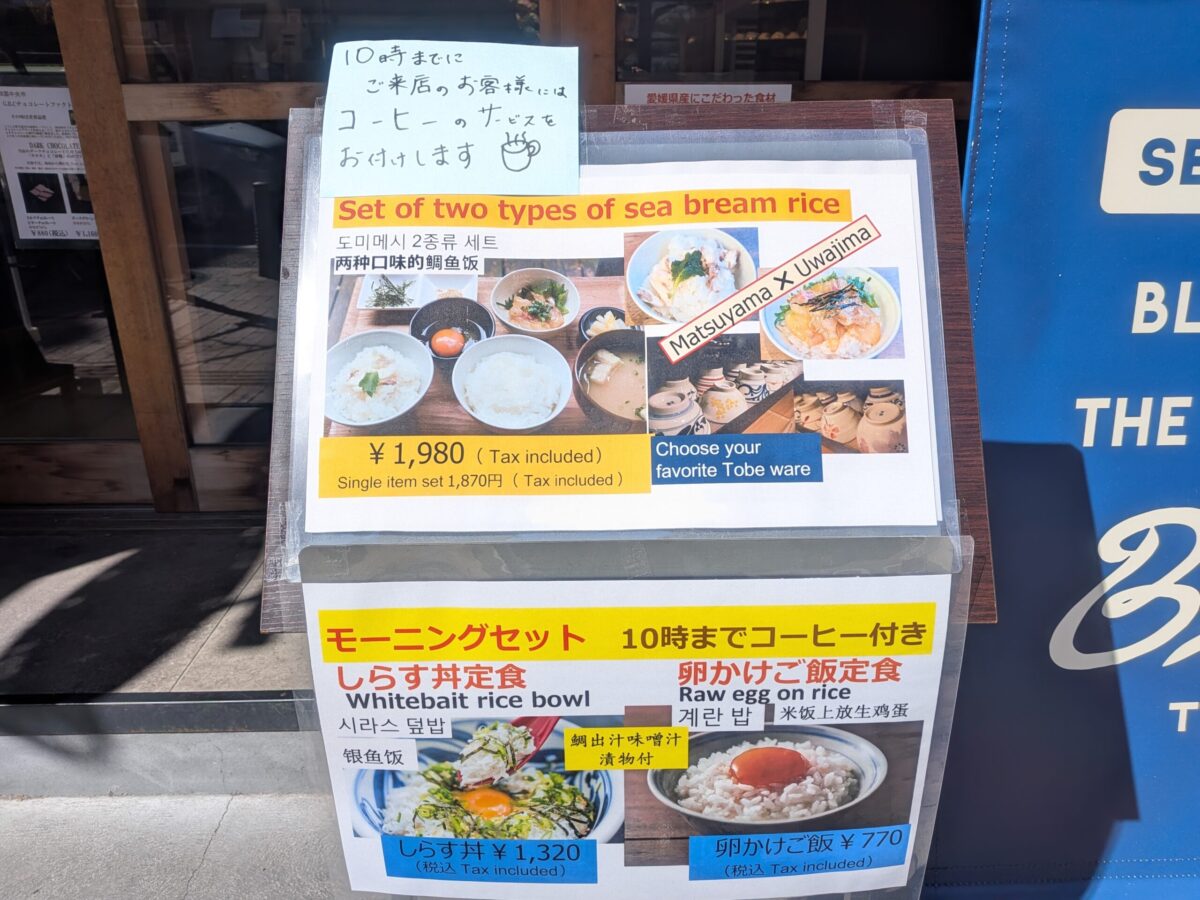 10時までに
ご来店のお客様には
コーヒーのサービスを
お付けします
愛媛県産にこだわった食材
Set of two types of sea bream rice
도미메시 2종류 세트
两种口味的鲷鱼饭
Matsuyama X Uwajima
¥1,980 (Tax included)
Single item set 1,870円 (Tax included)
Choose your
favorite Tobe ware
モーニングセット 10時までコーヒー付き
しらす丼定食
Whitebait rice bowl
시라스 덮밥
银鱼饭
卵かけご飯定食
Raw egg on rice
계란 밥
米饭上放生鸡蛋
鯛出汁味噌汁
漬物付
しらす丼¥1,320
(税込 Tax included)
卵かけご飯¥770
(税込 Tax included)
DARK CHOCOLATE
¥880(税込)
SE
BL
THE
B
T